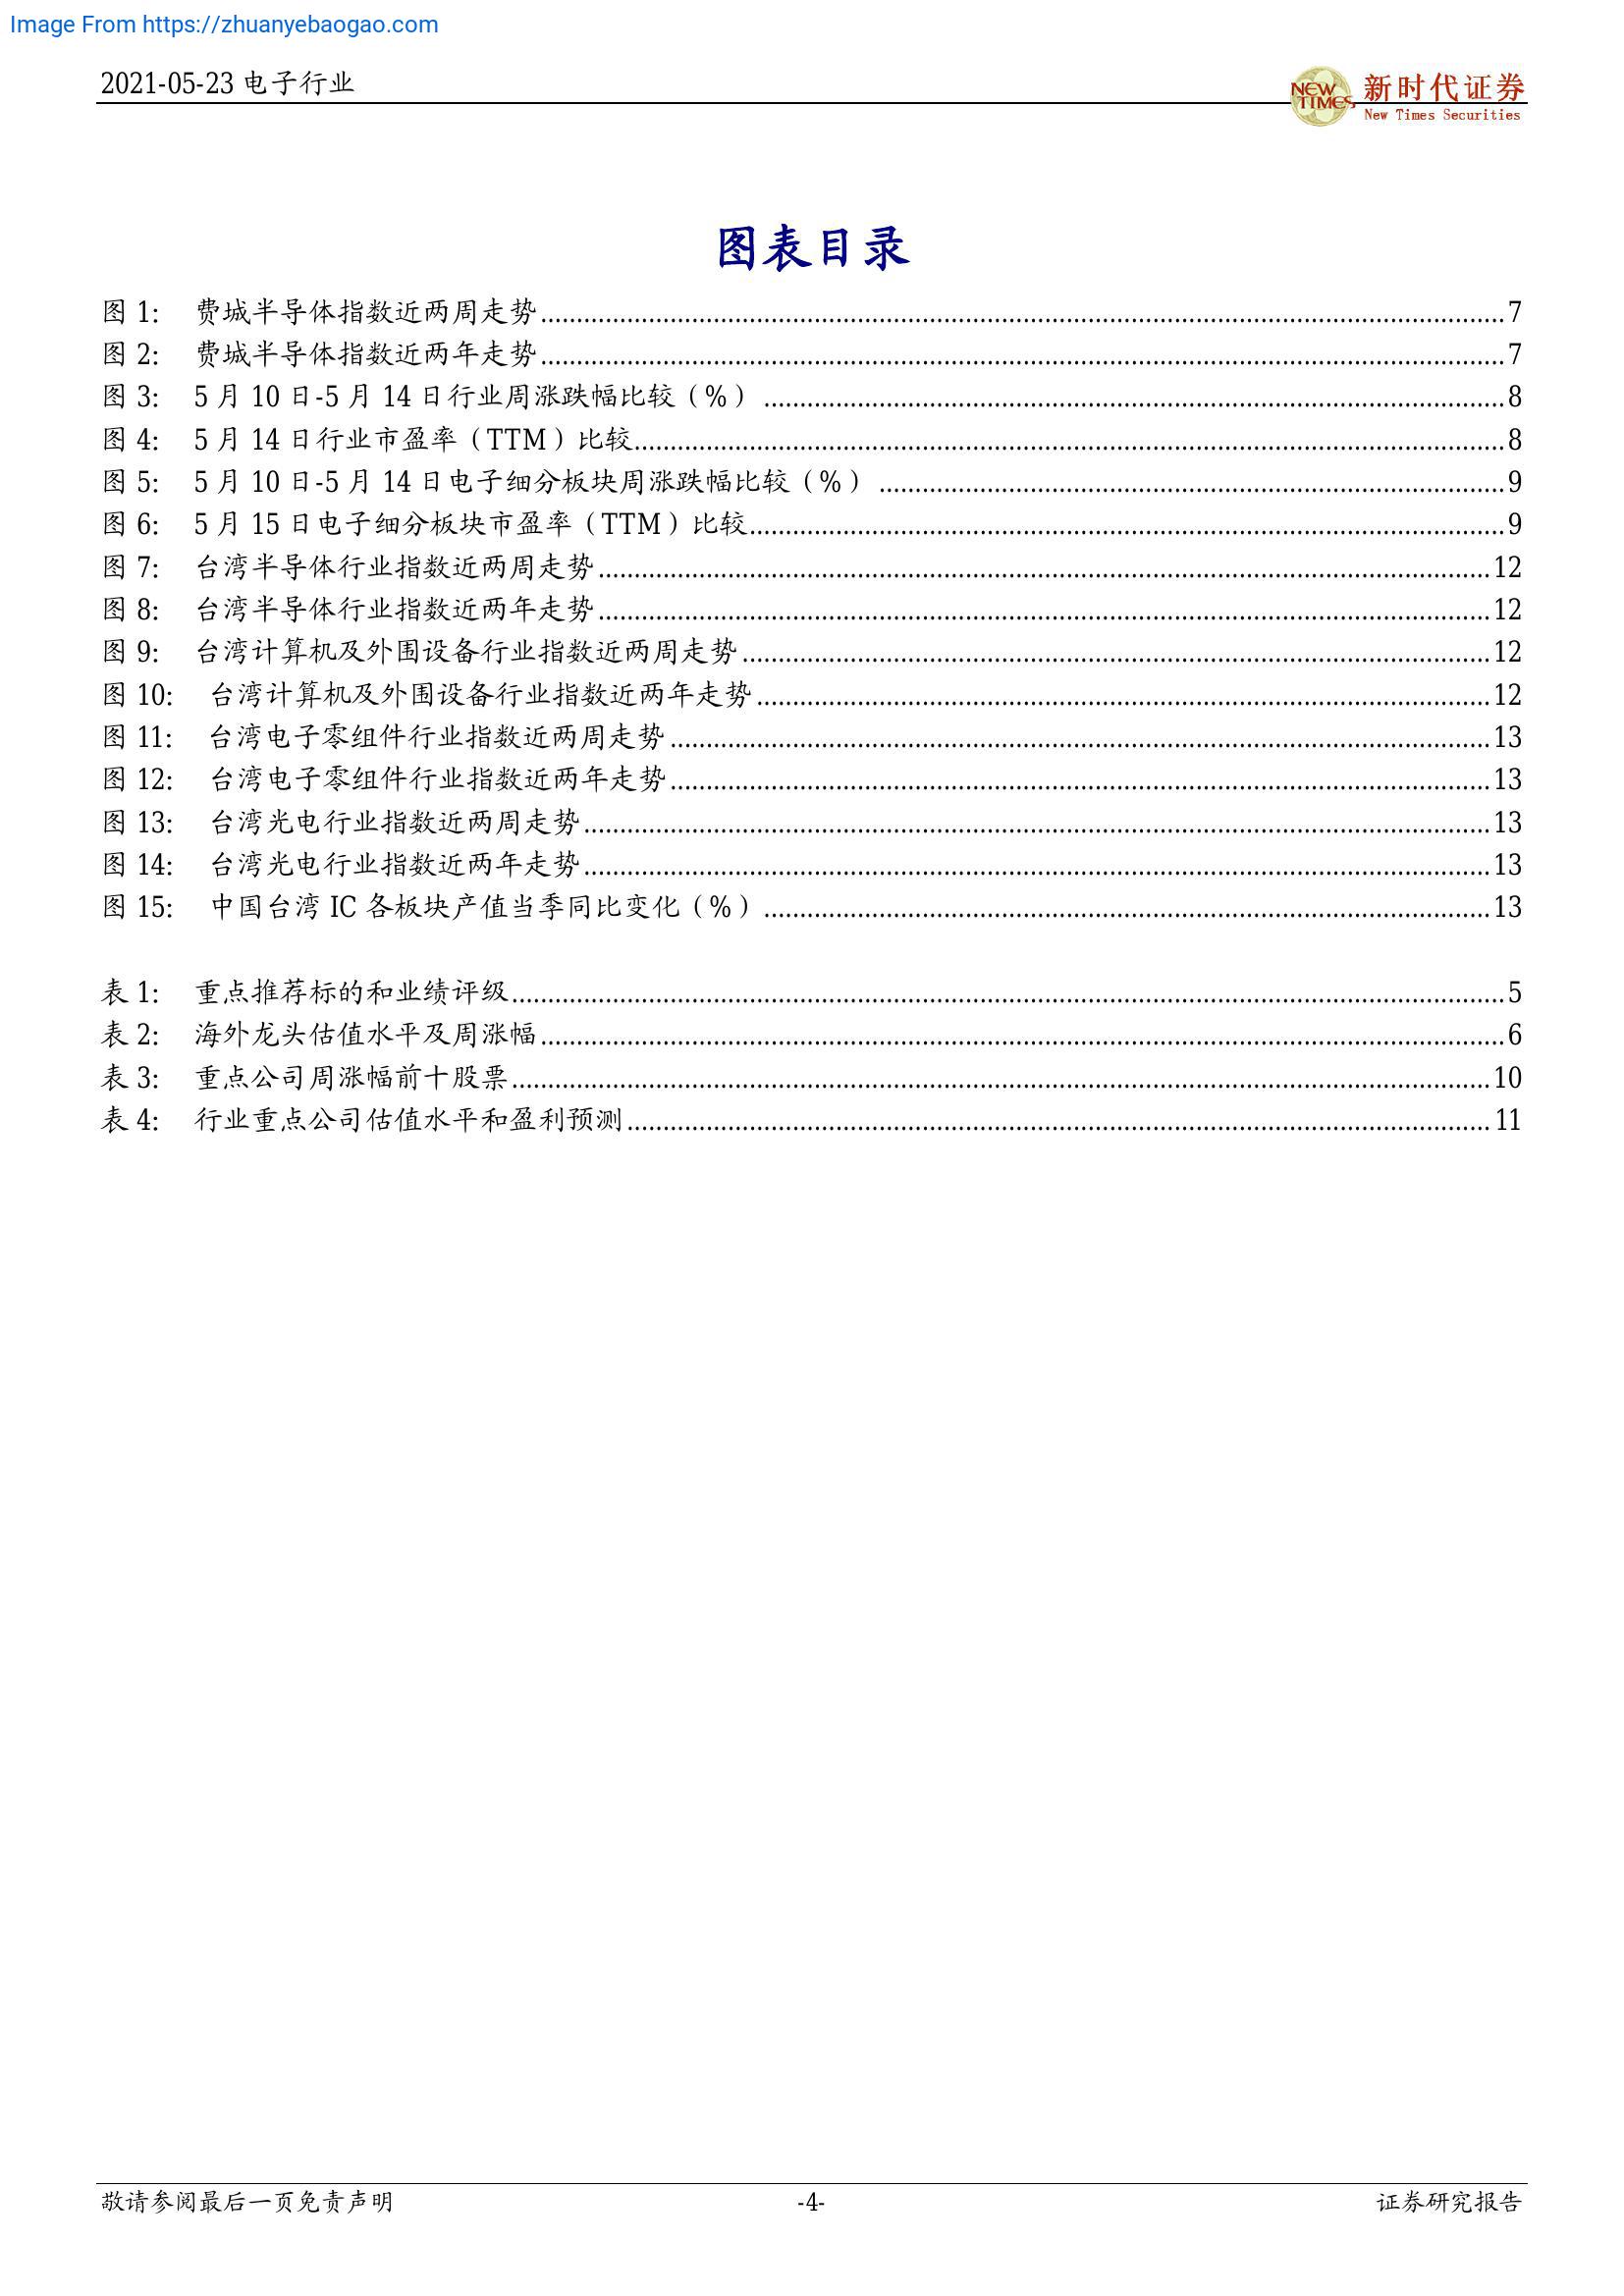 Image From https://zhuanyebaogao.com
2021-05-23 电子行业
NEW TIMES 新时代证券
New Times Securities
图表目录
图 1: 费城半导体指数近两周走势 7
图 2: 费城半导体指数近两年走势 7
图 3: 5 月 10 日-5 月 14 日行业周涨跌幅比较（%） 8
图 4: 5 月 14 日行业市盈率（TTM）比较 8
图 5: 5 月 10 日-5 月 14 日电子细分板块周涨跌幅比较（%） 9
图 6: 5 月 15 日电子细分板块市盈率（TTM）比较 9
图 7: 台湾半导体行业指数近两周走势 12
图 8: 台湾半导体行业指数近两年走势 12
图 9: 台湾计算机及外围设备行业指数近两周走势 12
图 10: 台湾计算机及外围设备行业指数近两年走势 12
图 11: 台湾电子零组件行业指数近两周走势 13
图 12: 台湾电子零组件行业指数近两年走势 13
图 13: 台湾光电行业指数近两周走势 13
图 14: 台湾光电行业指数近两年走势 13
图 15: 中国台湾 IC 各板块产值当季同比变化（%） 13
表 1: 重点推荐标的和业绩评级 5
表 2: 海外龙头估值水平及周涨幅 6
表 3: 重点公司周涨幅前十股票 10
表 4: 行业重点公司估值水平和盈利预测 11
敬请参阅最后一页免责声明 -4- 证券研究报告